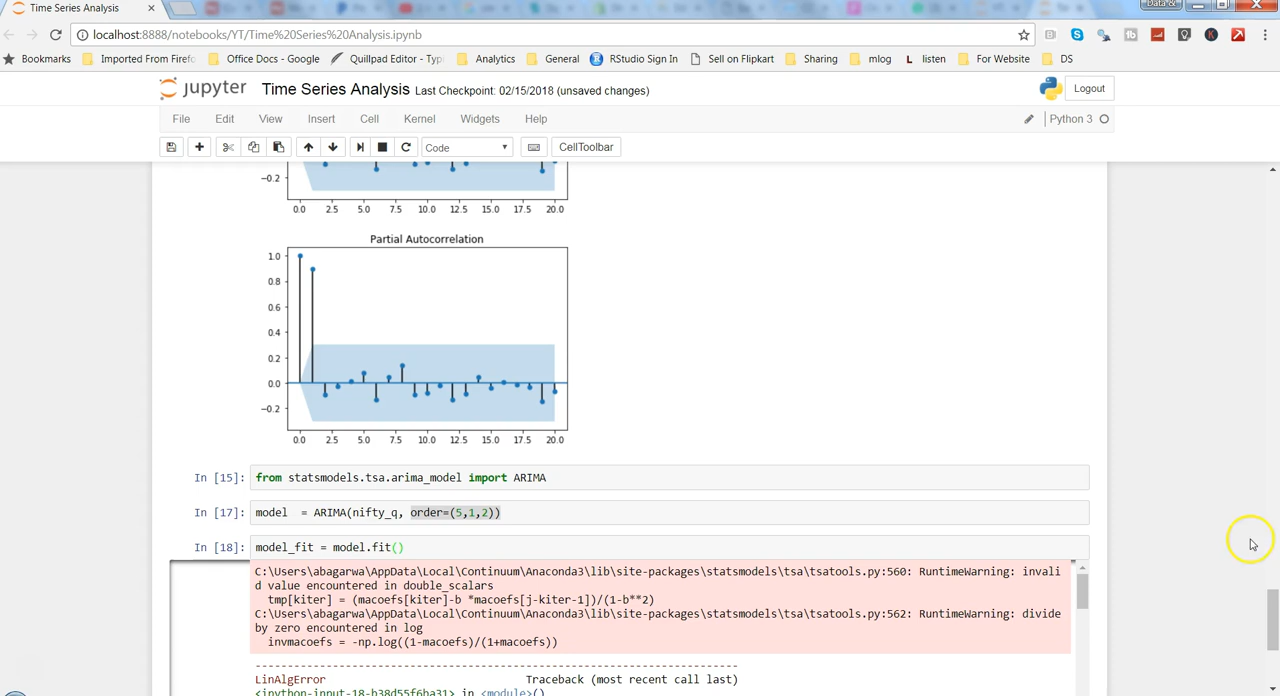 Time Series Analysis
Data &
localhost:8888/notebooks/YT/Time%20Series%20Analysis.ipynb
Bookmarks Imported From Firefo Office Docs - Google Quillpad Editor - Typi Analytics General RStudio Sign In Sell on Flipkart Sharing mlog L listen For Website DS
jupyter Time Series Analysis Last Checkpoint: 02/15/2018 (unsaved changes) Logout
File Edit View Insert Cell Kernel Widgets Help Python 3
Code CellToolbar
−0.2
0.0 2.5 5.0 7.5 10.0 12.5 15.0 17.5 20.0
Partial Autocorrelation
1.0
0.8
0.6
0.4
0.2
0.0
−0.2
0.0 2.5 5.0 7.5 10.0 12.5 15.0 17.5 20.0
In [15]: from statsmodels.tsa.arima_model import ARIMA
In [17]: model  = ARIMA(nifty_q, order=(5,1,2))
In [18]: model_fit = model.fit()
C:\Users\abagarwa\AppData\Local\Continuum\Anaconda3\lib\site-packages\statsmodels\tsa\tsatools.py:560: RuntimeWarning: invali
d value encountered in double_scalars
tmp[kiter] = (macoefs[kiter]-b *macoefs[j-kiter-1])/(1-b**2)
C:\Users\abagarwa\AppData\Local\Continuum\Anaconda3\lib\site-packages\statsmodels\tsa\tsatools.py:562: RuntimeWarning: divide
by zero encountered in log
invmacoefs = -np.log((1-macoefs)/(1+macoefs))
---------------------------------------------------------------------------
LinAlgError Traceback (most recent call last)
<ipython-input-18-b38d55f6ba31> in <module>()